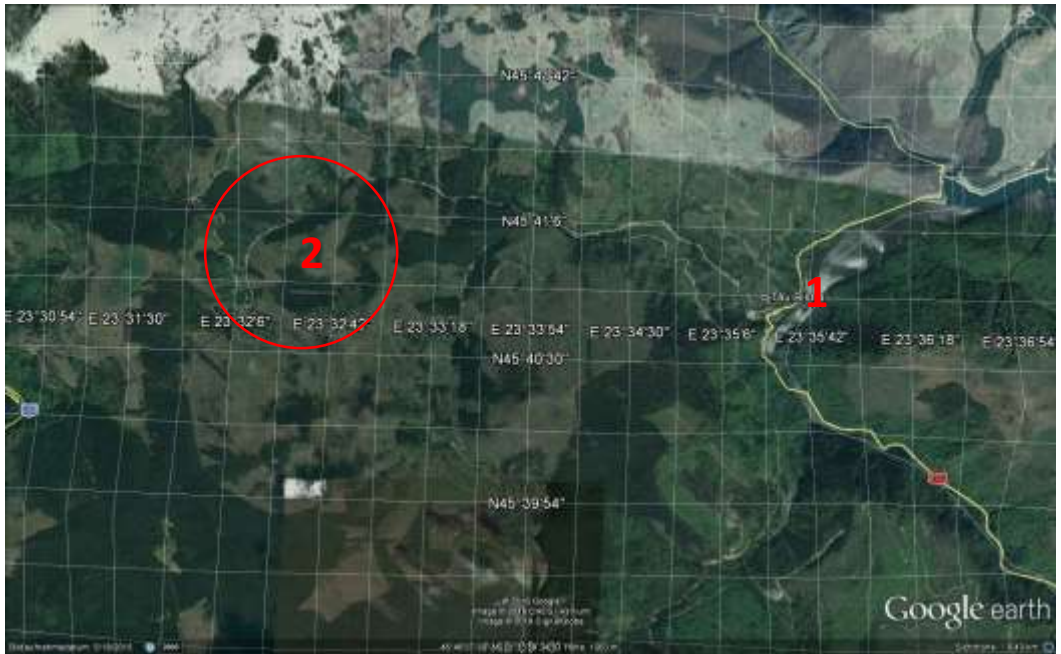 N45°41'42"
N45°41'6"
2
1
E 23°30'54"
E 23°31'30"
E 23°32'6"
E 23°32'42"
E 23°33'18"
E 23°33'54"
E 23°34'30"
E 23°35'6"
E 23°35'42"
E 23°36'18"
E 23°36'54"
N45°40'30"
N45°39'54"
Google earth